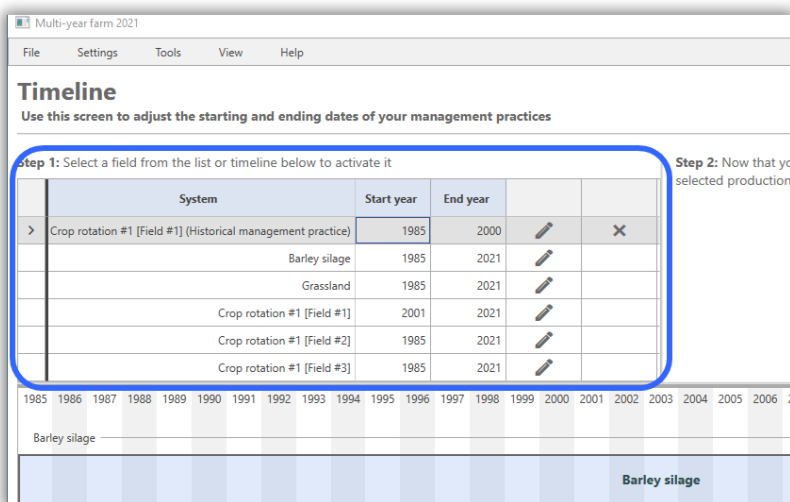 Multi-year farm 2021
File Settings Tools View Help
Timeline
Use this screen to adjust the starting and ending dates of your management practices
Step 1: Select a field from the list or timeline below to activate it
Step 2: Now that
selected production
System Start year End year
Crop rotation #1 [Field #1] (Historical management practice) 1985 2000
Barley silage 1985 2021
Grassland 1985 2021
Crop rotation #1 [Field #1] 2001 2021
Crop rotation #1 [Field #2] 1985 2021
Crop rotation #1 [Field #3] 1985 2021
1985 1986 1987 1988 1989 1990 1991 1992 1993 1994 1995 1996 1997 1998 1999 2000 2001 2002 2003 2004 2005 2006
Barley silage
Barley silage